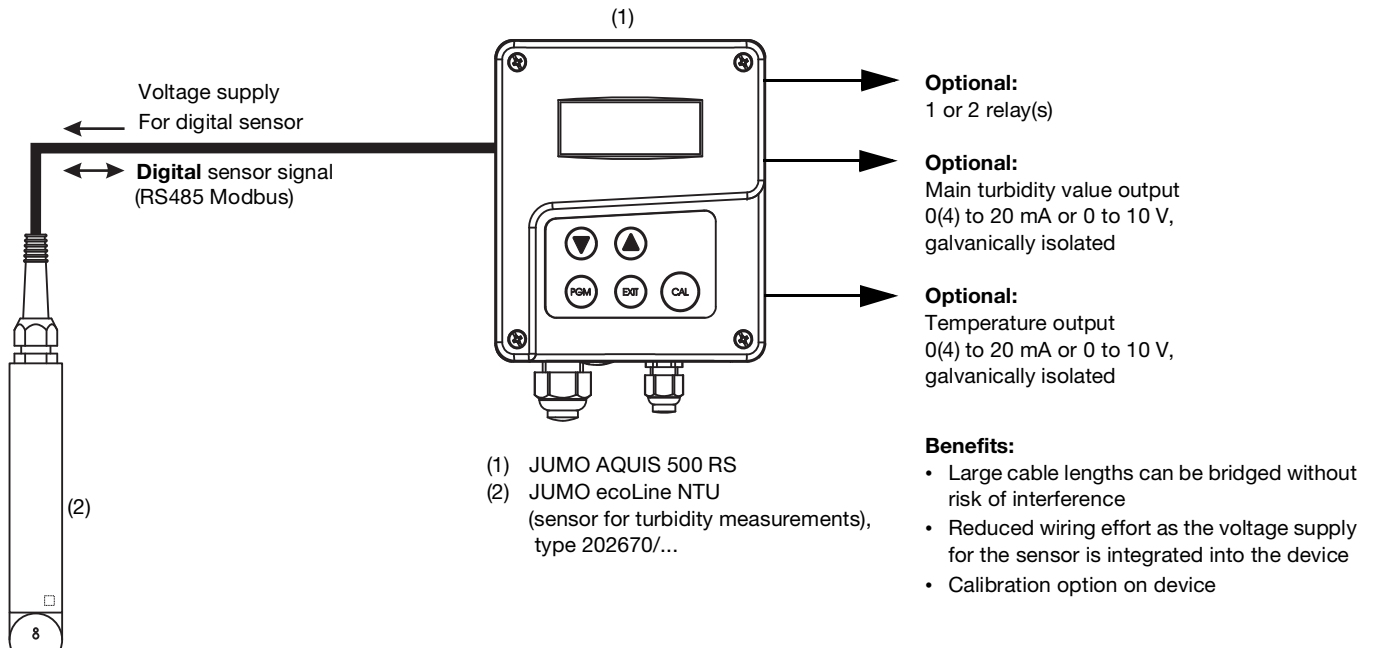 (1)
Voltage supply
For digital sensor
Digital sensor signal
(RS485 Modbus)
PGM
EXIT
CAL
(2)
(1) JUMO AQUIS 500 RS
(2) JUMO ecoLine NTU
(sensor for turbidity measurements),
type 202670/...
Optional:
1 or 2 relay(s)
Optional:
Main turbidity value output
0(4) to 20 mA or 0 to 10 V,
galvanically isolated
Optional:
Temperature output
0(4) to 20 mA or 0 to 10 V,
galvanically isolated
Benefits:
• Large cable lengths can be bridged without
risk of interference
• Reduced wiring effort as the voltage supply
for the sensor is integrated into the device
• Calibration option on device